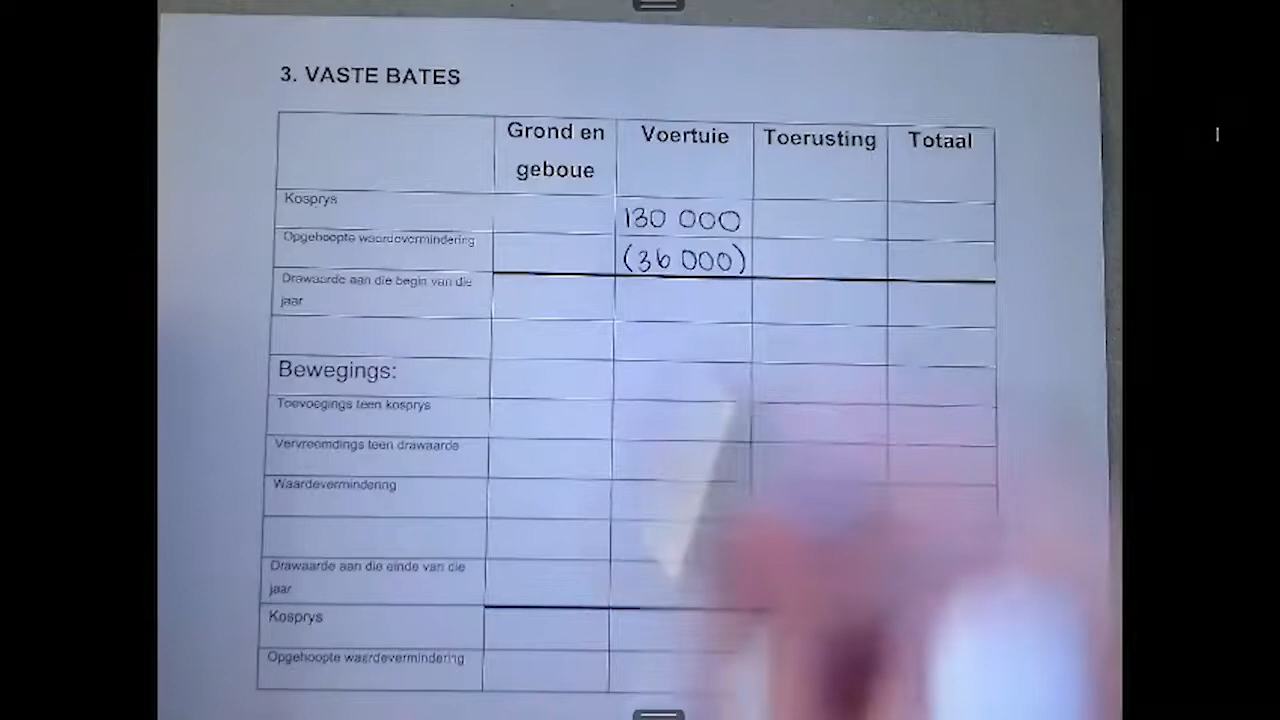 3. VASTE BATES
Grond en geboue Voertuie Toerusting Totaal
Kosprys 130 000
Opgehoopte waardevermindering (36 000)
Drawaarde aan die begin van die
jaar
Bewegings:
Toevoegings teen kosprys
Vervreemdings teen drawaarde
Waardevermindering
Drawaarde aan die einde van die
jaar
Kosprys
Opgehoopte waardevermindering